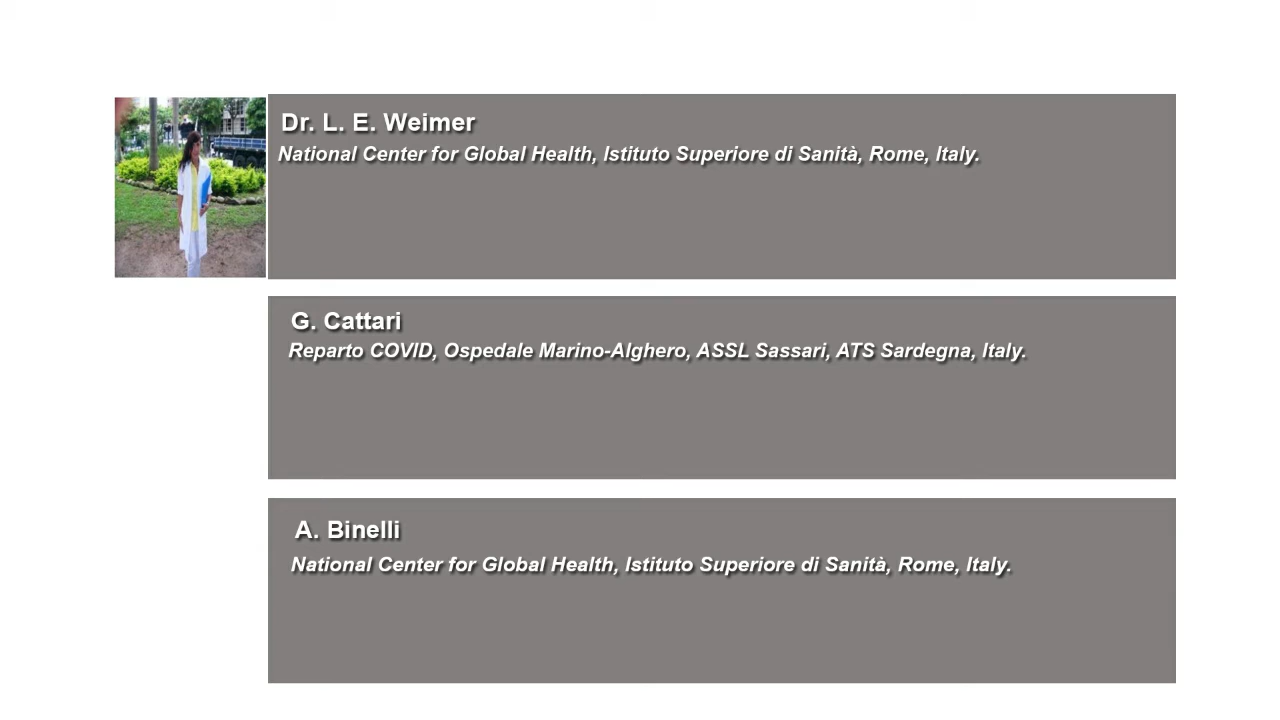 Dr. L. E. Weimer
National Center for Global Health, Istituto Superiore di Sanità, Rome, Italy.
G. Cattari
Reparto COVID, Ospedale Marino-Alghero, ASSL Sassari, ATS Sardegna, Italy.
A. Binelli
National Center for Global Health, Istituto Superiore di Sanità, Rome, Italy.